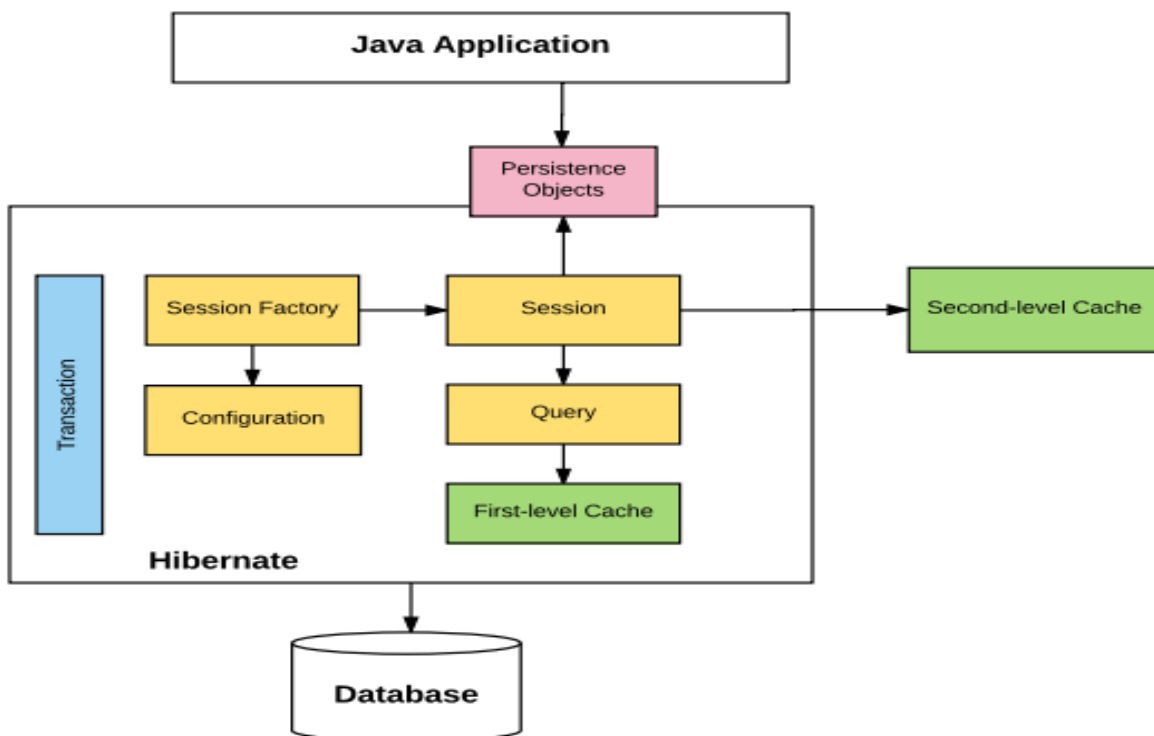 Java Application
Persistence
Objects
Session Factory
Session
Second-level Cache
Transaction
Configuration
Query
First-level Cache
Hibernate
Database